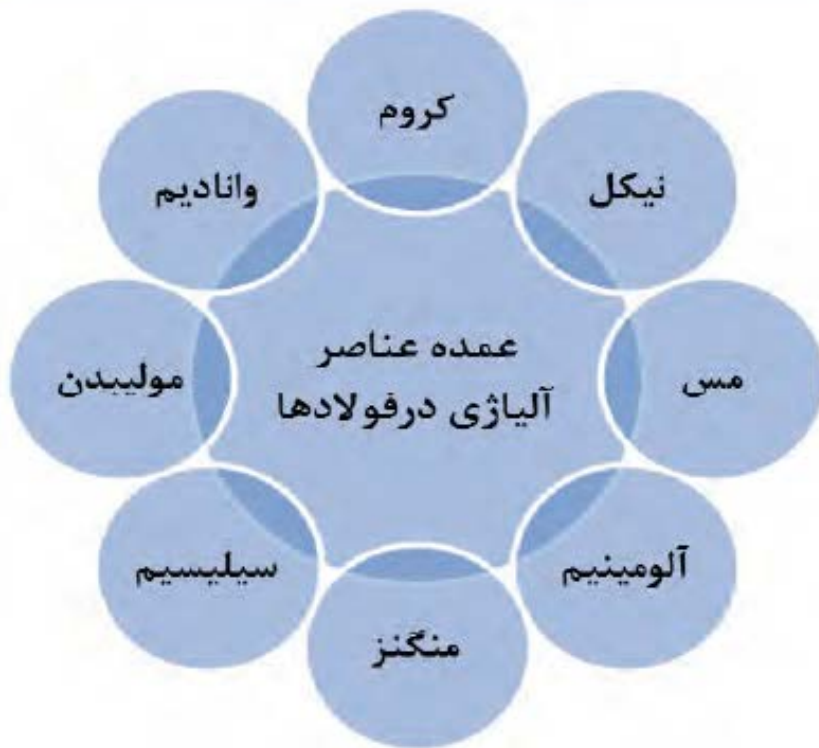 کروم
نیکل
مس
آلومینیم
منگنز
سیلیسیم
مولیبدن
وانادیم
عمده عناصر
آلیاژی درفولادها